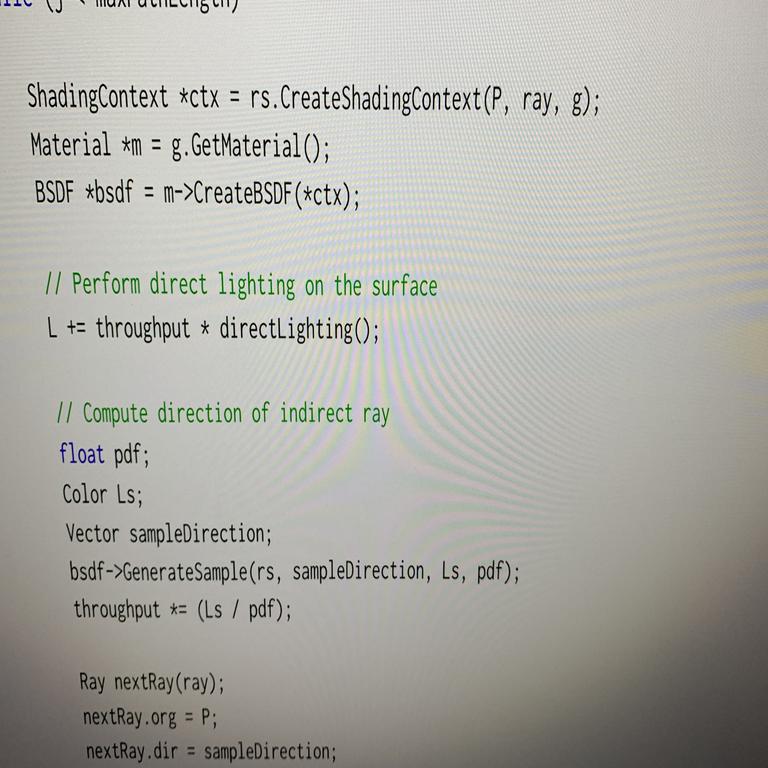 ShadingContext *ctx = rs.CreateShadingContext(P, ray, g);
Material *m = g.GetMaterial();
BSDF *bsdf = m->CreateBSDF(*ctx);
// Perform direct lighting on the surface
L += throughput * directLighting();
// Compute direction of indirect ray
float pdf;
Color Ls;
Vector sampleDirection;
bsdf->GenerateSample(rs, sampleDirection, Ls, pdf);
throughput *= (Ls / pdf);
Ray nextRay(ray);
nextRay.org = P;
nextRay.dir = sampleDirection;